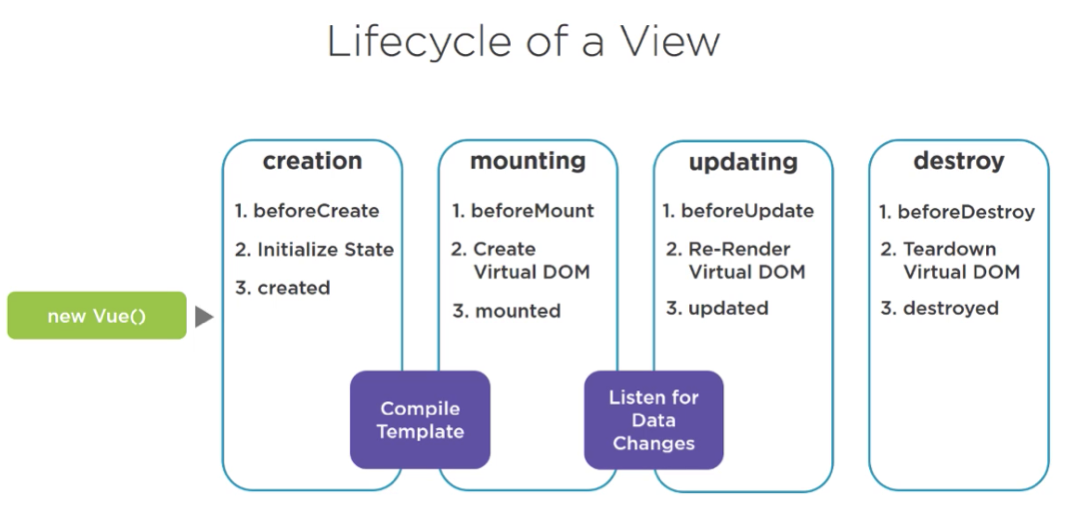 Lifecycle of a View
new Vue()
creation
1. beforeCreate
2. Initialize State
3. created
Compile
Template
mounting
1. beforeMount
2. Create
Virtual DOM
3. mounted
Listen for
Data
Changes
updating
1. beforeUpdate
2. Re-Render
Virtual DOM
3. updated
destroy
1. beforeDestroy
2. Teardown
Virtual DOM
3. destroyed